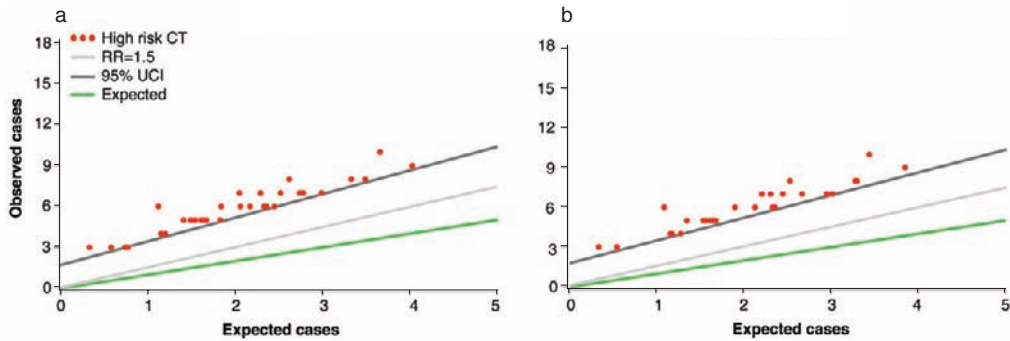 a
18
15
12
9
6
3
0
Observed cases
High risk CT
RR=1.5
95% UCI
Expected
0 1 2 3 4 5
Expected cases
b
18
15
12
9
6
3
0
0 1 2 3 4 5
Expected cases